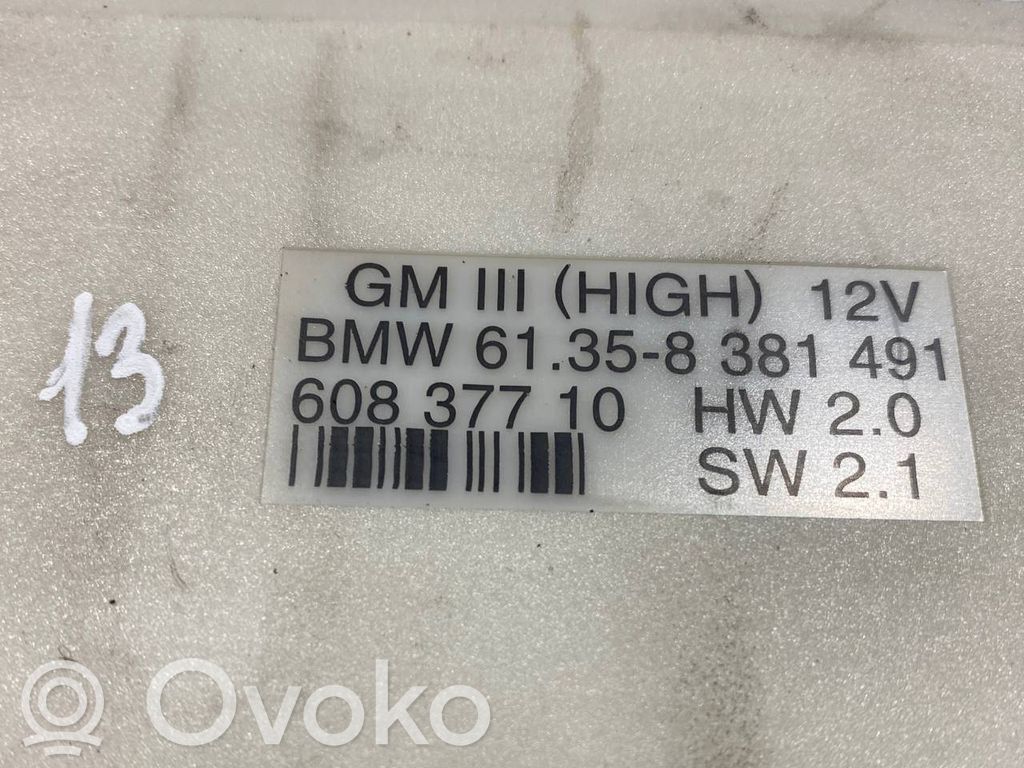 GM III (HIGH) 12V
BMW 61.35-8 381 491
608 377 10 HW 2.0
SW 2.1
13
Ovoko